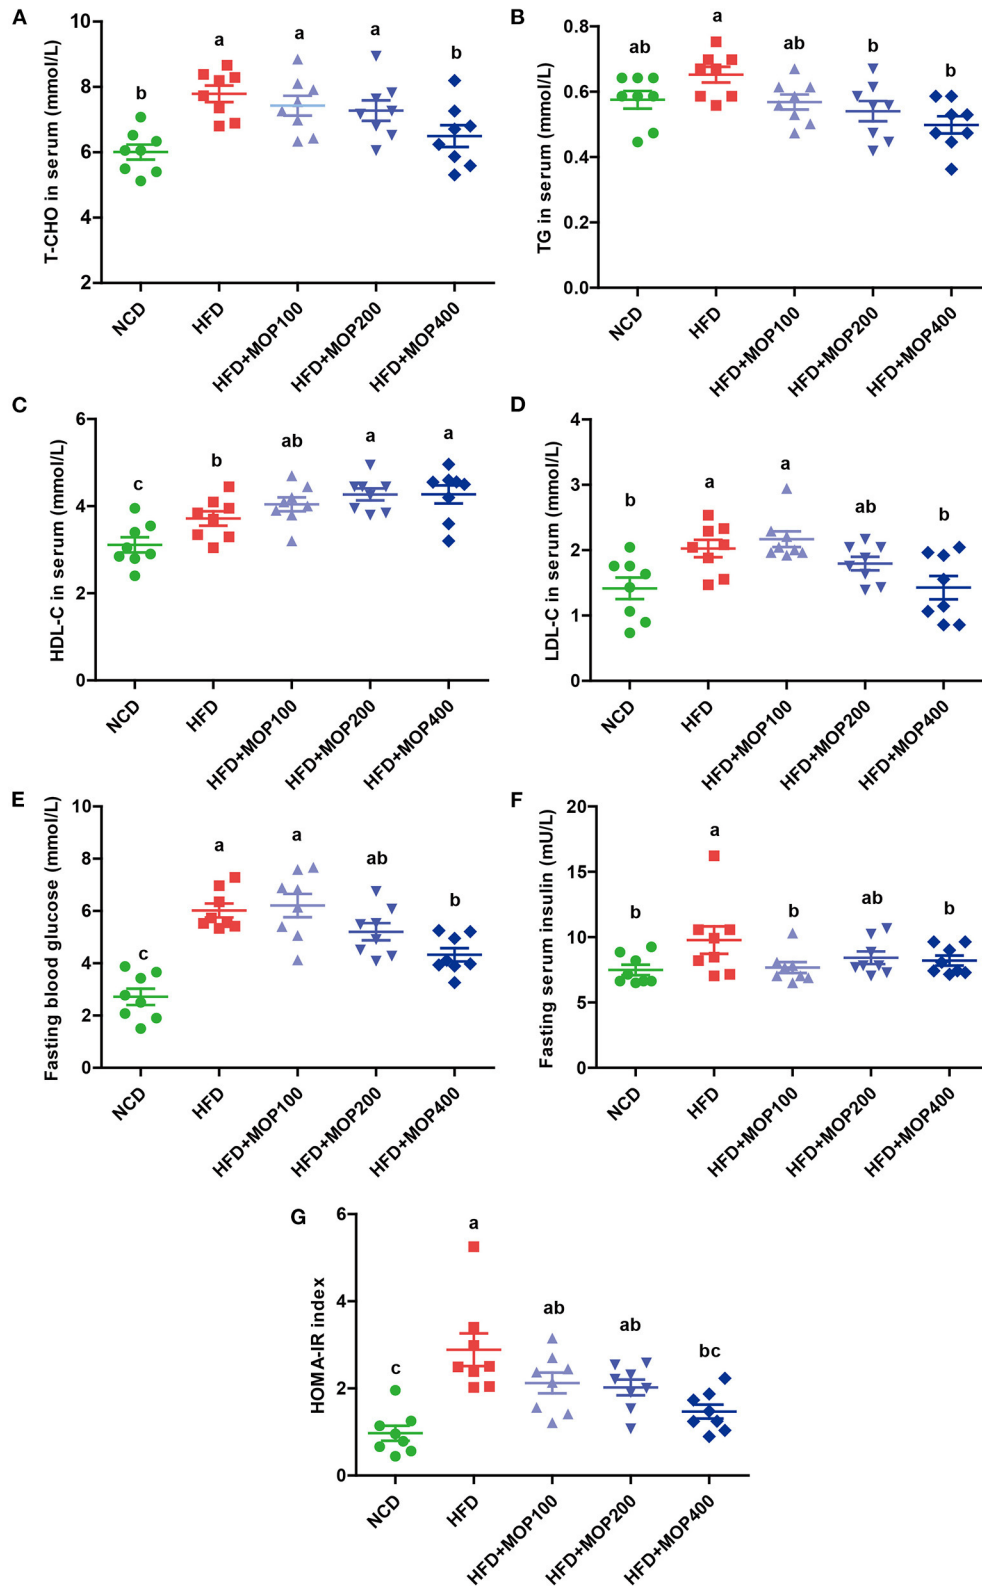 A
T-CHO in serum (mmol/L)
10
8
6
4
2
b
a
a
a
b
NCD
HFD
HFD+MOP100
HFD+MOP200
HFD+MOP400
B
TG in serum (mmol/L)
0.8
0.6
0.4
0.2
0.0
ab
a
ab
b
b
NCD
HFD
HFD+MOP100
HFD+MOP200
HFD+MOP400
C
HDL-C in serum (mmol/L)
6
4
2
0
c
b
ab
a
a
NCD
HFD
HFD+MOP100
HFD+MOP200
HFD+MOP400
D
LDL-C in serum (mmol/L)
4
3
2
1
0
b
a
a
ab
b
NCD
HFD
HFD+MOP100
HFD+MOP200
HFD+MOP400
E
Fasting blood glucose (mmol/L)
10
8
6
4
2
0
c
a
a
ab
b
NCD
HFD
HFD+MOP100
HFD+MOP200
HFD+MOP400
F
Fasting serum insulin (mU/L)
20
15
10
5
0
b
a
b
ab
b
NCD
HFD
HFD+MOP100
HFD+MOP200
HFD+MOP400
G
HOMA-IR index
6
4
2
0
c
a
ab
ab
bc
NCD
HFD
HFD+MOP100
HFD+MOP200
HFD+MOP400